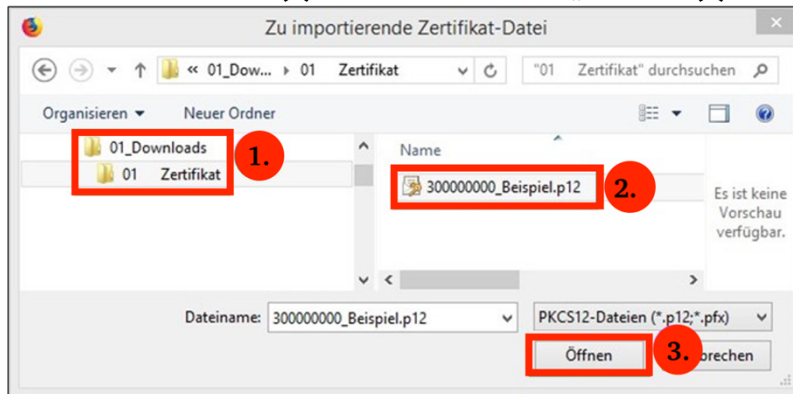 Zu importierende Zertifikat-Datei
« 01_Dow... 01 Zertifikat
"01 Zertifikat" durchsuchen
Organisieren Neuer Ordner
01_Downloads
01 Zertifikat
1.
Name
300000000_Beispiel.p12
2.
Es ist keine
Vorschau
verfügbar.
Dateiname: 300000000_Beispiel.p12
PKCS12-Dateien (*.p12;*.pfx)
Öffnen
3.
brechen